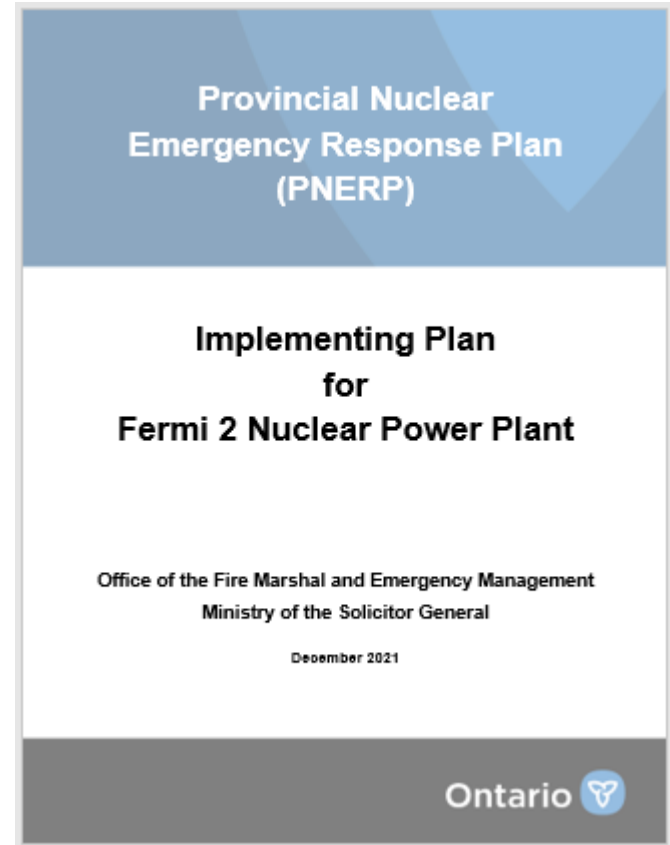 Provincial Nuclear
Emergency Response Plan
(PNERP)
Implementing Plan
for
Fermi 2 Nuclear Power Plant
Office of the Fire Marshal and Emergency Management
Ministry of the Solicitor General
December 2021
Ontario